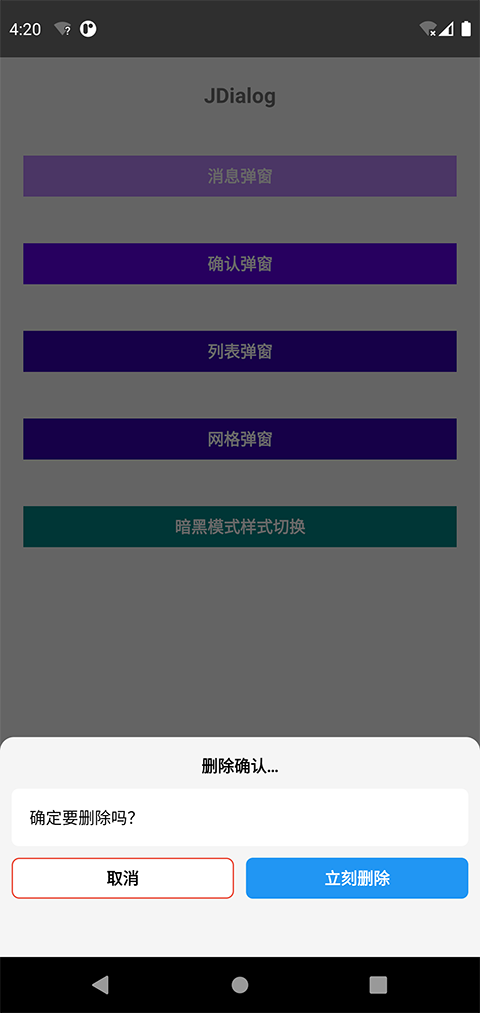 4:20
JDialog
消息弹窗
确认弹窗
列表弹窗
网格弹窗
暗黑模式样式切换
删除确认...
确定要删除吗?
取消
立刻删除